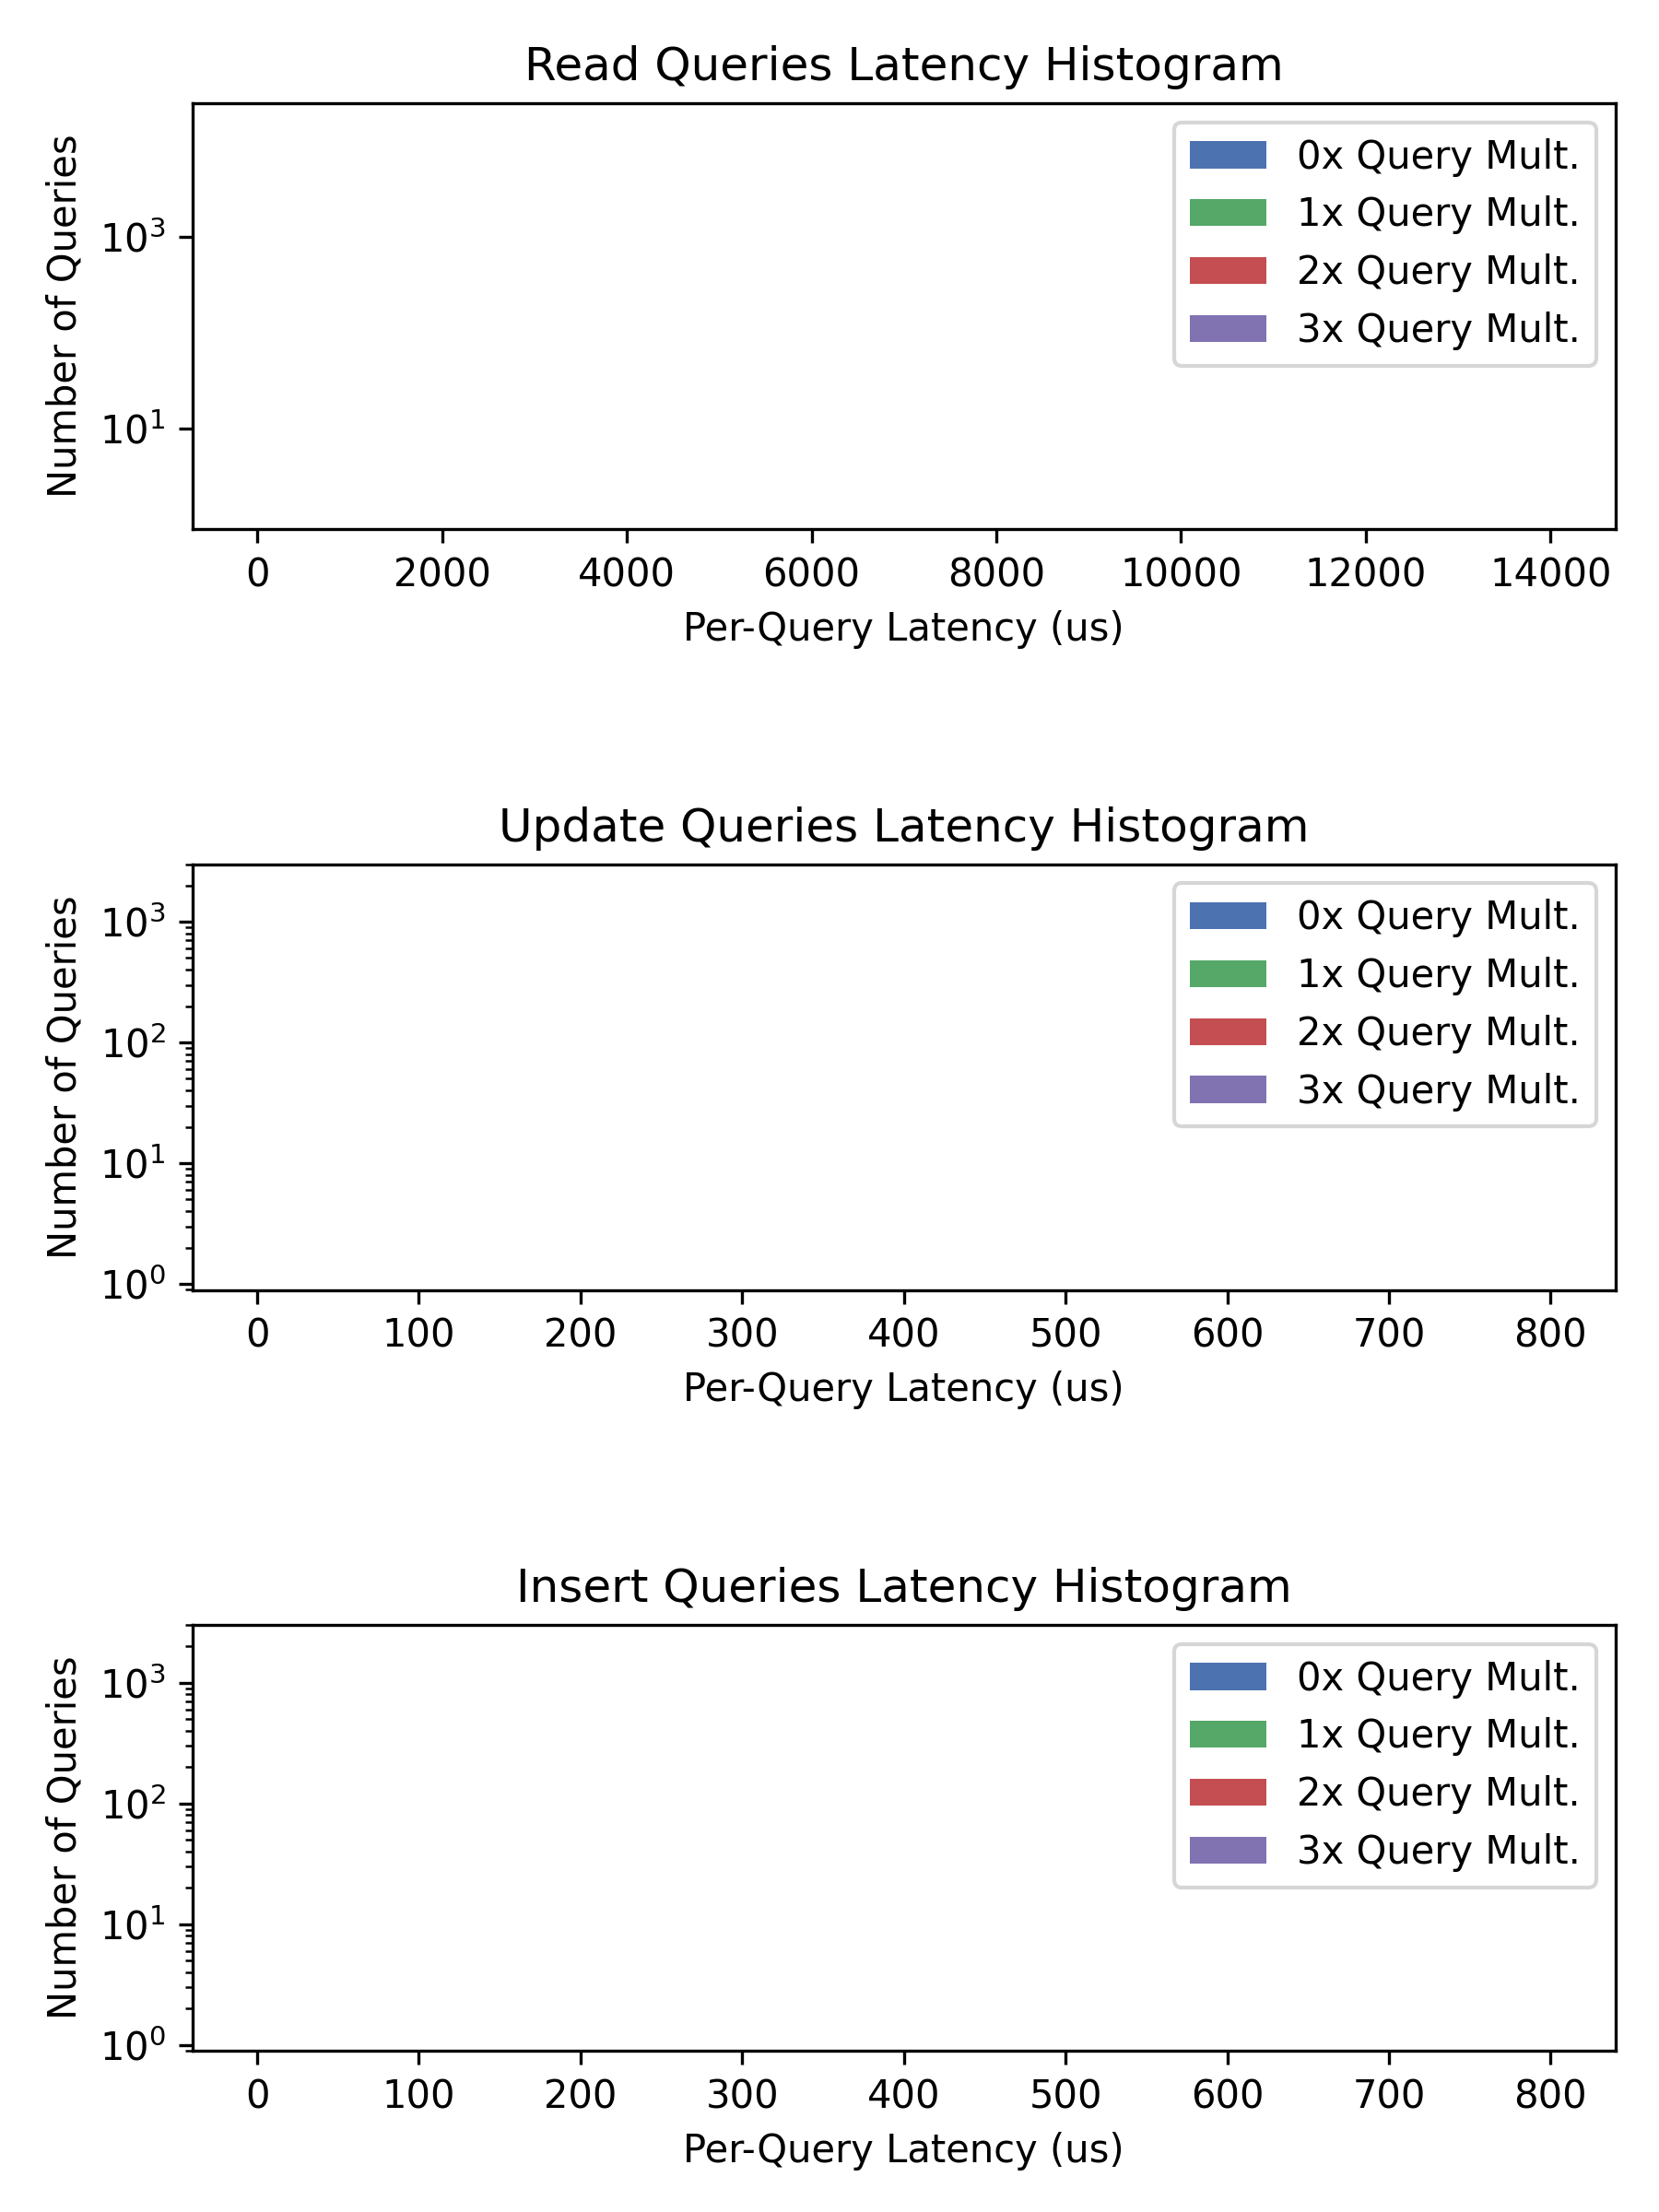 Read Queries Latency Histogram
Number of Queries
10³
10¹
0x Query Mult.
1x Query Mult.
2x Query Mult.
3x Query Mult.
0 2000 4000 6000 8000 10000 12000 14000
Per-Query Latency (us)
Update Queries Latency Histogram
Number of Queries
10³
10²
10¹
10⁰
0x Query Mult.
1x Query Mult.
2x Query Mult.
3x Query Mult.
0 100 200 300 400 500 600 700 800
Per-Query Latency (us)
Insert Queries Latency Histogram
Number of Queries
10³
10²
10¹
10⁰
0x Query Mult.
1x Query Mult.
2x Query Mult.
3x Query Mult.
0 100 200 300 400 500 600 700 800
Per-Query Latency (us)